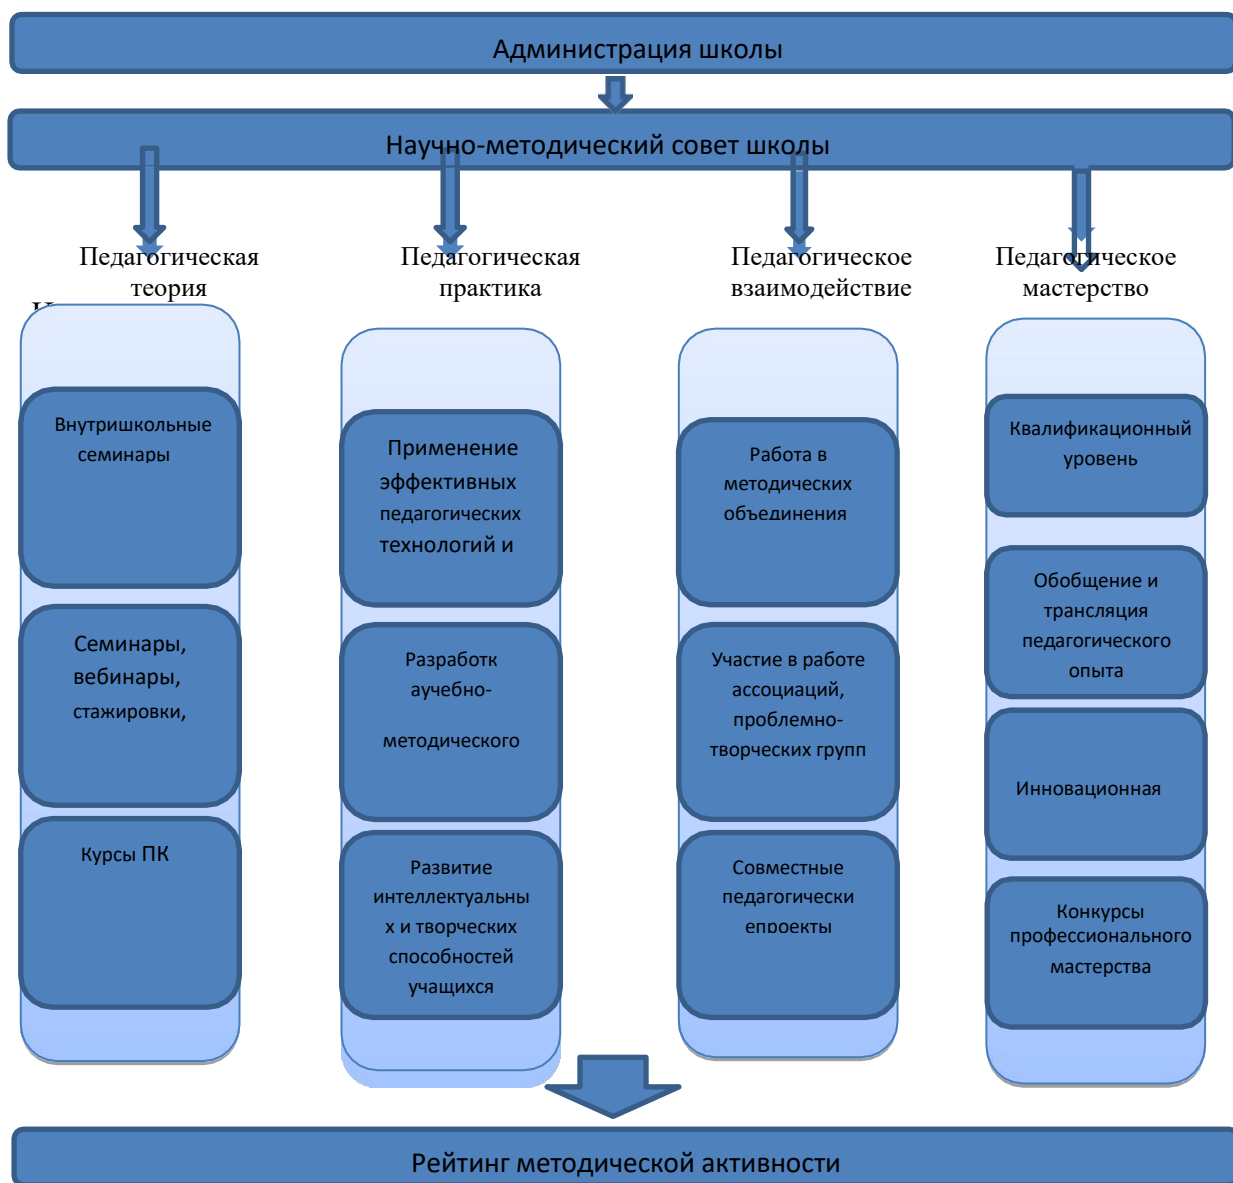 Администрация школы
Научно-методический совет школы
Педагогическая
теория
Педагогическая
практика
Педагогическое
взаимодействие
Педагогическое
мастерство
Внутришкольные
семинары
Семинары,
вебинары,
стажировки,
Курсы ПК
Применение
эффективных
педагогических
технологий и
Разработк
аучебно-
методического
Развитие
интеллектуальны
х и творческих
способностей
учащихся
Работа в
методических
объединения
Участие в работе
ассоциаций,
проблемно-
творческих групп
Совместные
педагогически
епроекты
Квалификационный
уровень
Обобщение и
трансляция
педагогического
опыта
Инновационная
Конкурсы
профессионального
мастерства
Рейтинг методической активности